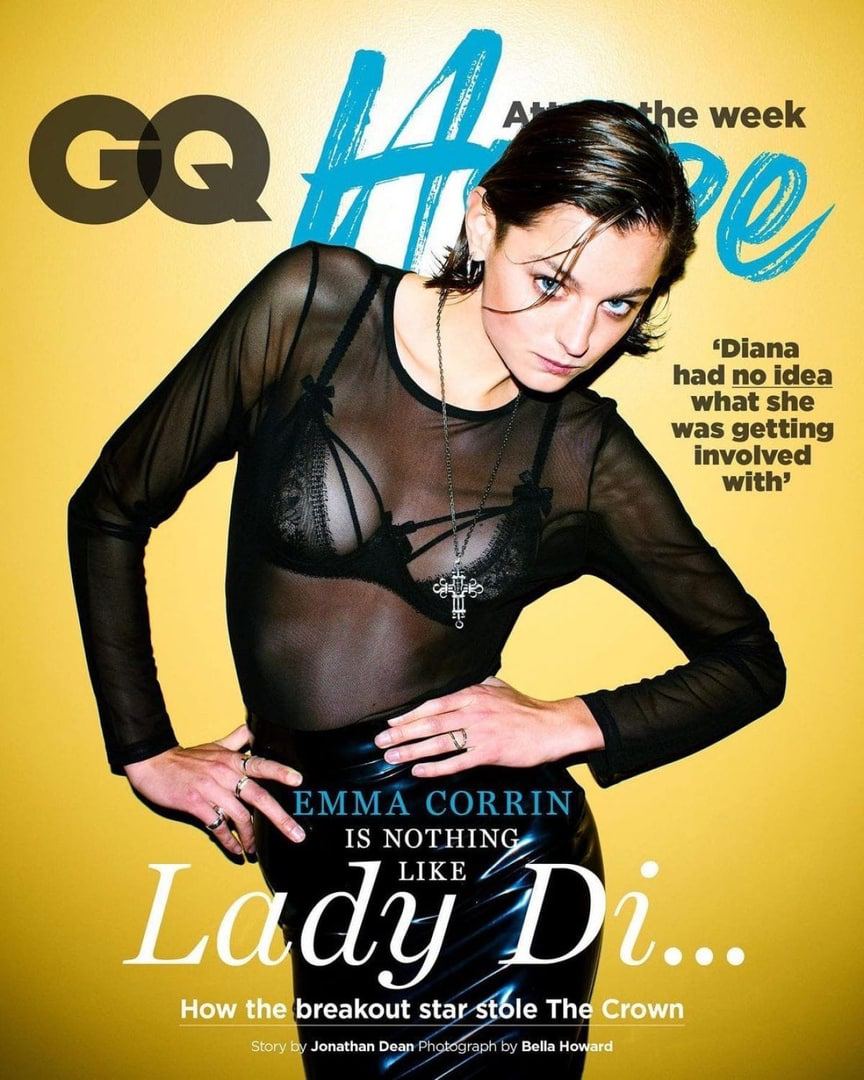 GQ
the week
'Diana
had no idea
what she
was getting
involved
with'
EMMA CORRIN
IS NOTHING
LIKE
Lady Di...
How the breakout star stole The Crown
Story by Jonathan Dean Photograph by Bella Howard